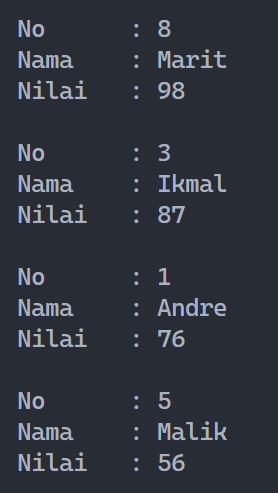 No : 8
Nama : Marit
Nilai : 98
No : 3
Nama : Ikmal
Nilai : 87
No : 1
Nama : Andre
Nilai : 76
No : 5
Nama : Malik
Nilai : 56